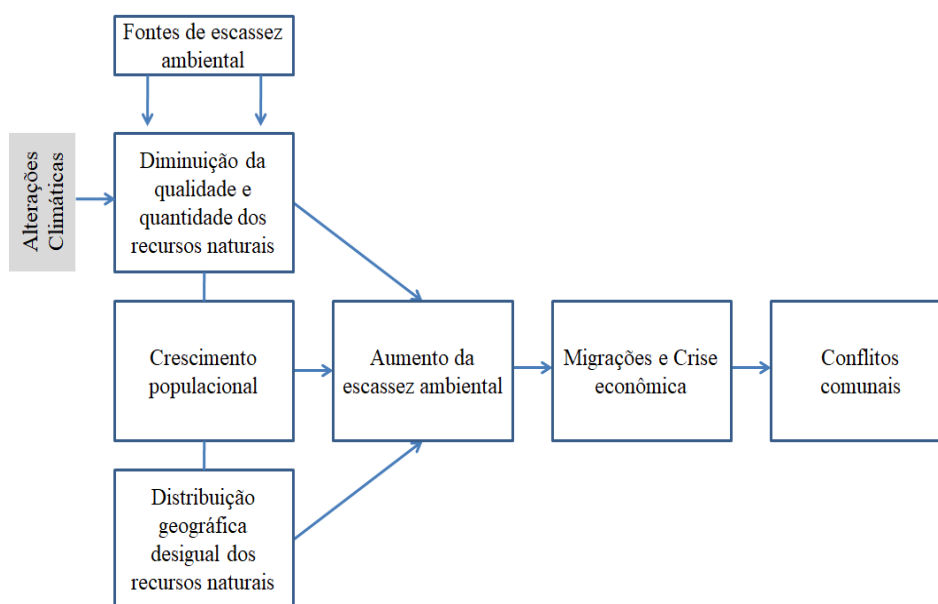 Fontes de escassez
ambiental
Alterações
Climáticas
Diminuição da
qualidade e
quantidade dos
recursos naturais
Crescimento
populacional
Aumento da
escassez ambiental
Migrações e Crise
econômica
Conflitos
comunais
Distribuição
geográfica
desigual dos
recursos naturais